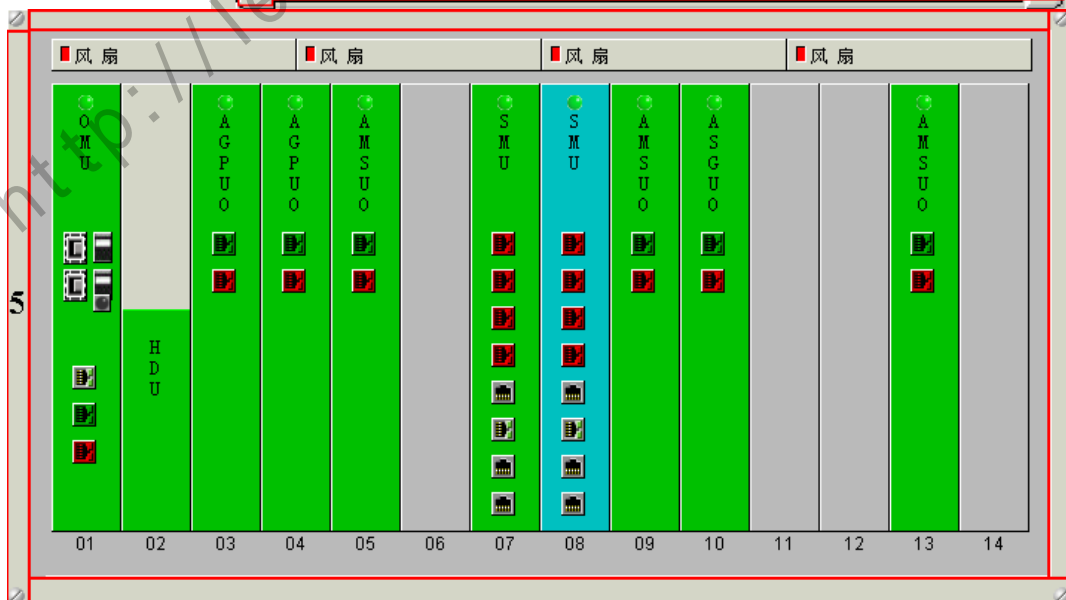 http://
风 扇
风 扇
风 扇
风 扇
OMU
HDU
AGPUO
AGPUO
AMSUO
SMU
SMU
AMSUO
ASGUO
AMSUO
5
01 02 03 04 05 06 07 08 09 10 11 12 13 14